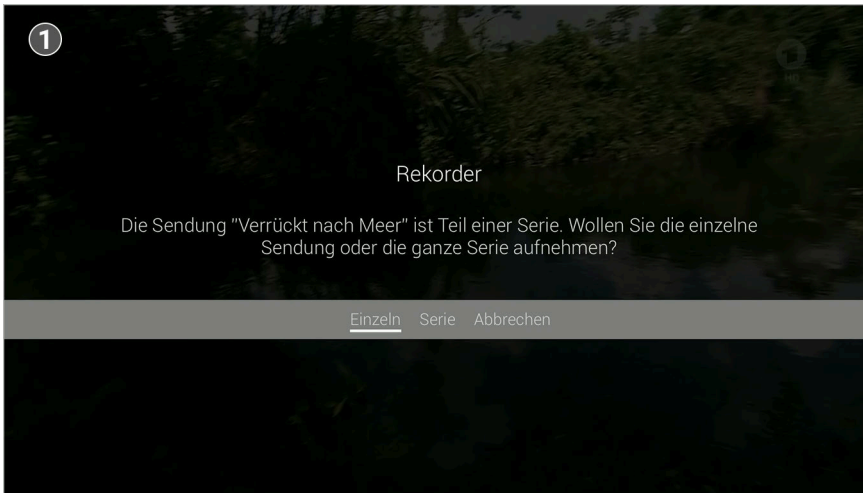 1
HD
Rekorder
Die Sendung "Verrückt nach Meer" ist Teil einer Serie. Wollen Sie die einzelne
Sendung oder die ganze Serie aufnehmen?
Einzeln Serie Abbrechen